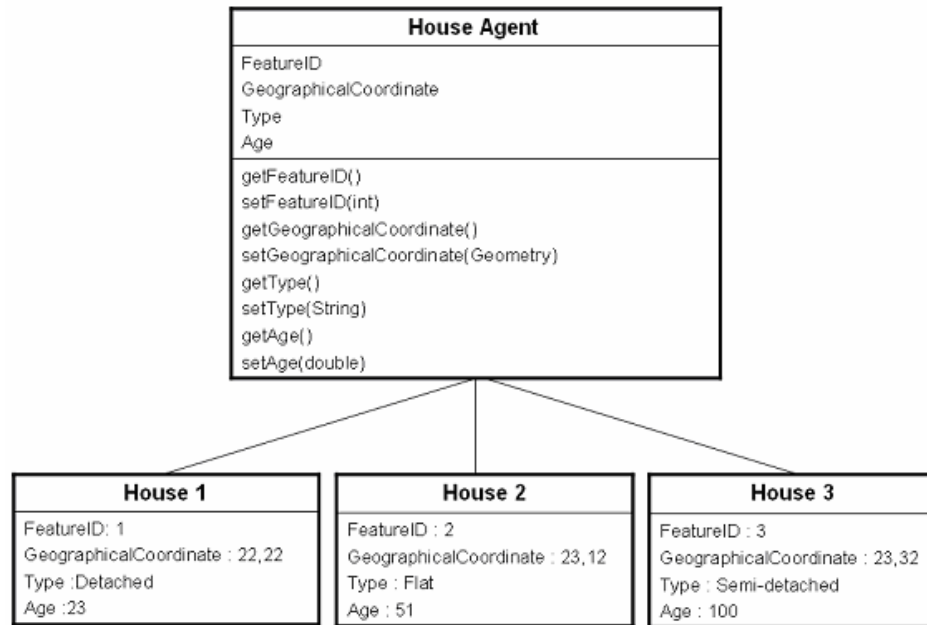 House Agent
FeatureID
GeographicalCoordinate
Type
Age
getFeatureID()
setFeatureID(int)
getGeographicalCoordinate()
setGeographicalCoordinate(Geometry)
getType()
setType(String)
getAge()
setAge(double)
House 1
FeatureID: 1
GeographicalCoordinate : 22,22
Type :Detached
Age :23
House 2
FeatureID : 2
GeographicalCoordinate : 23,12
Type : Flat
Age : 51
House 3
FeatureID : 3
GeographicalCoordinate : 23,32
Type : Semi-detached
Age : 100